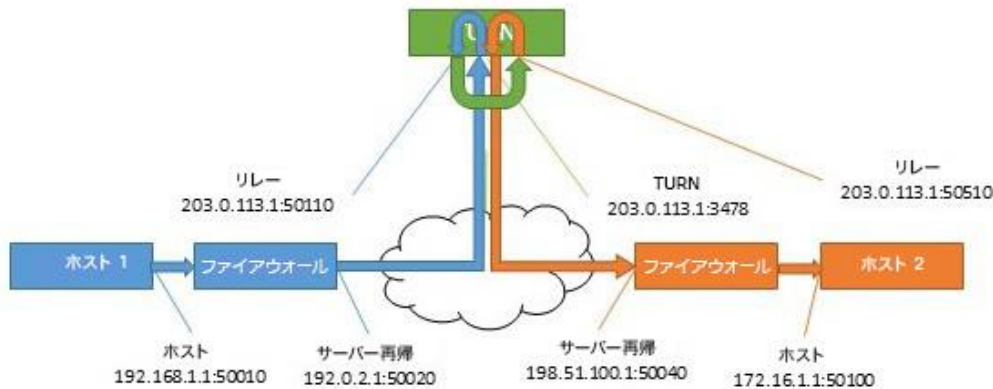 TURN
リレー
203.0.113.1:50110
TURN
203.0.113.1:3478
リレー
203.0.113.1:50510
ホスト 1
ファイアウォール
ファイアウォール
ホスト 2
ホスト
192.168.1.1:50010
サーバー再帰
192.0.2.1:50020
サーバー再帰
198.51.100.1:50040
ホスト
172.16.1.1:50100